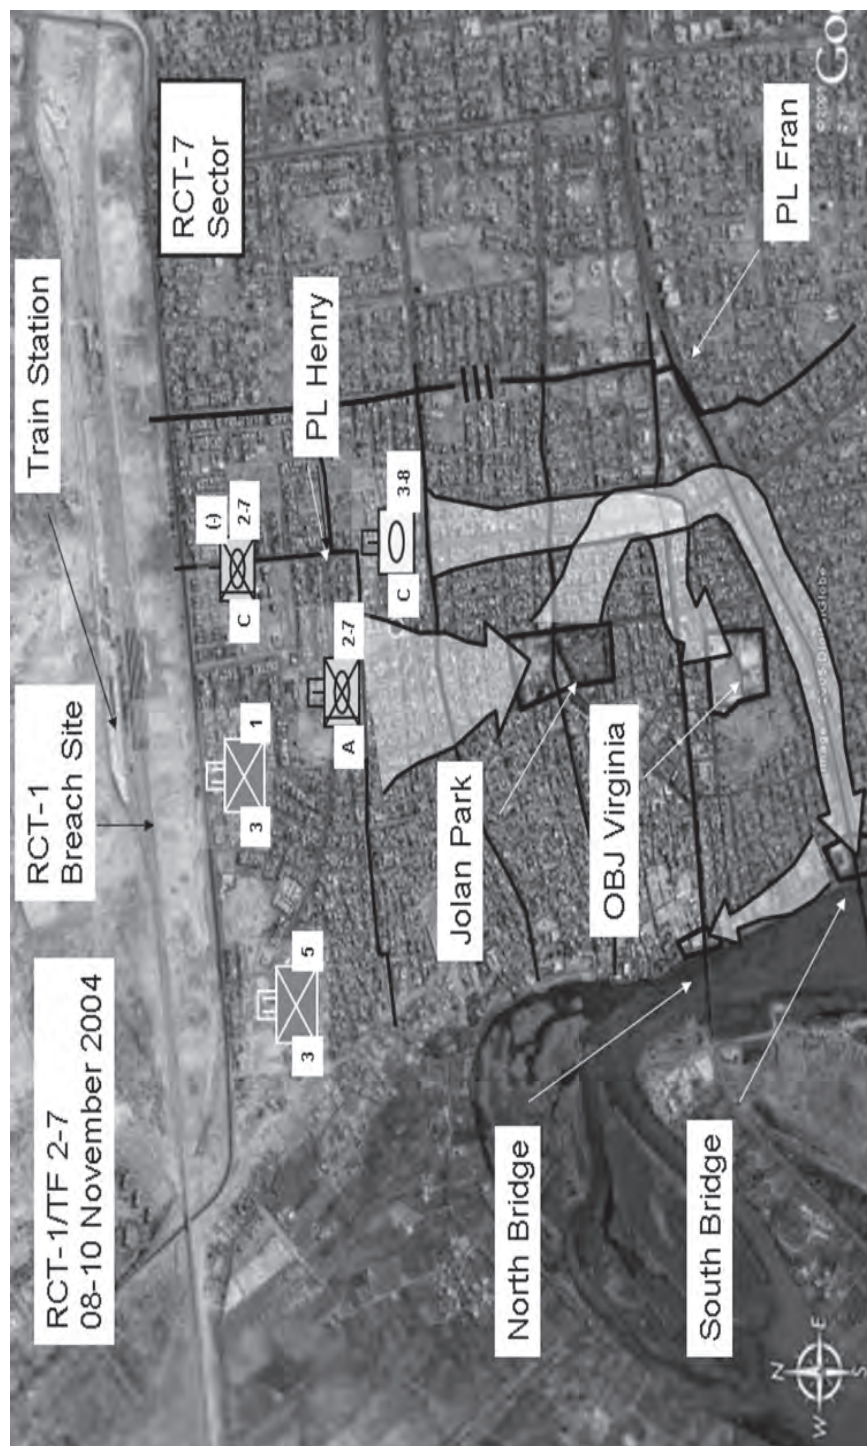 RCT-1/TF 2-7
08–10 November 2004
RCT-1
Breach Site
Train Station
RCT-7
Sector
3
5
3
1
C
(-)
2-7
A
2-7
C
3-8
PL Henry
PL Fran
Jolan Park
OBJ Virginia
North Bridge
South Bridge
N
W
E
S
Goo